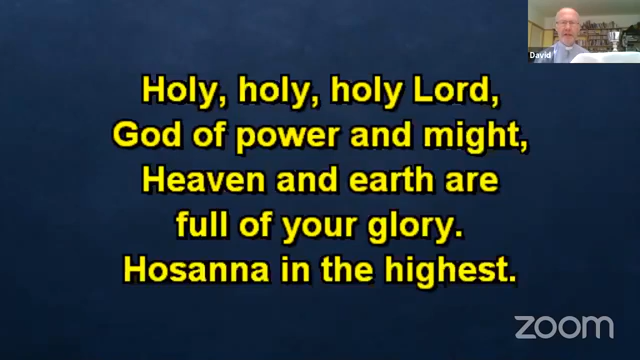 David
Holy, holy, holy Lord,
God of power and might,
Heaven and earth are
full of your glory.
Hosanna in the highest.
zoom